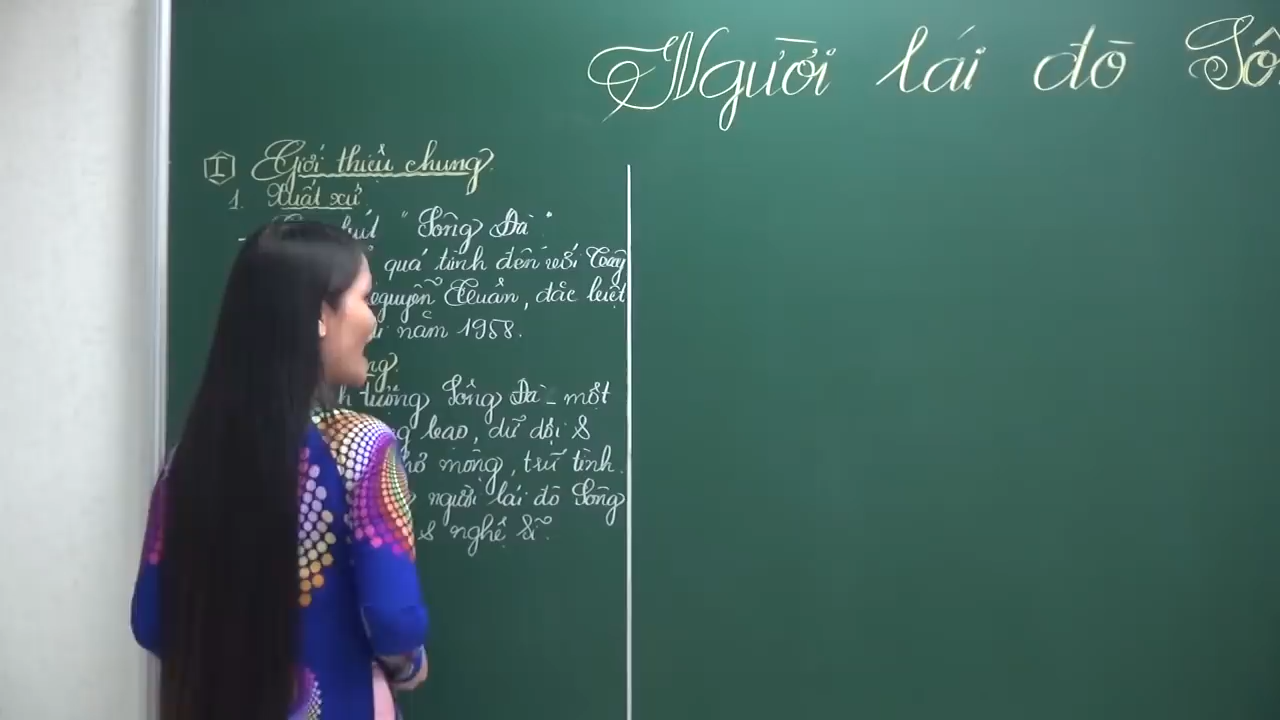 Người lái đò Sô
I Giới thiệu chung
1. Xuất xứ
bút "Sông Đà"
quá trình đến với Tây
Nguyễn Tuân, đặc biệt
năm 1958.
tượng Sông Đà - một
bạo, dữ dội &
mộng, trữ tình.
người lái đò Sông
& nghệ sĩ.